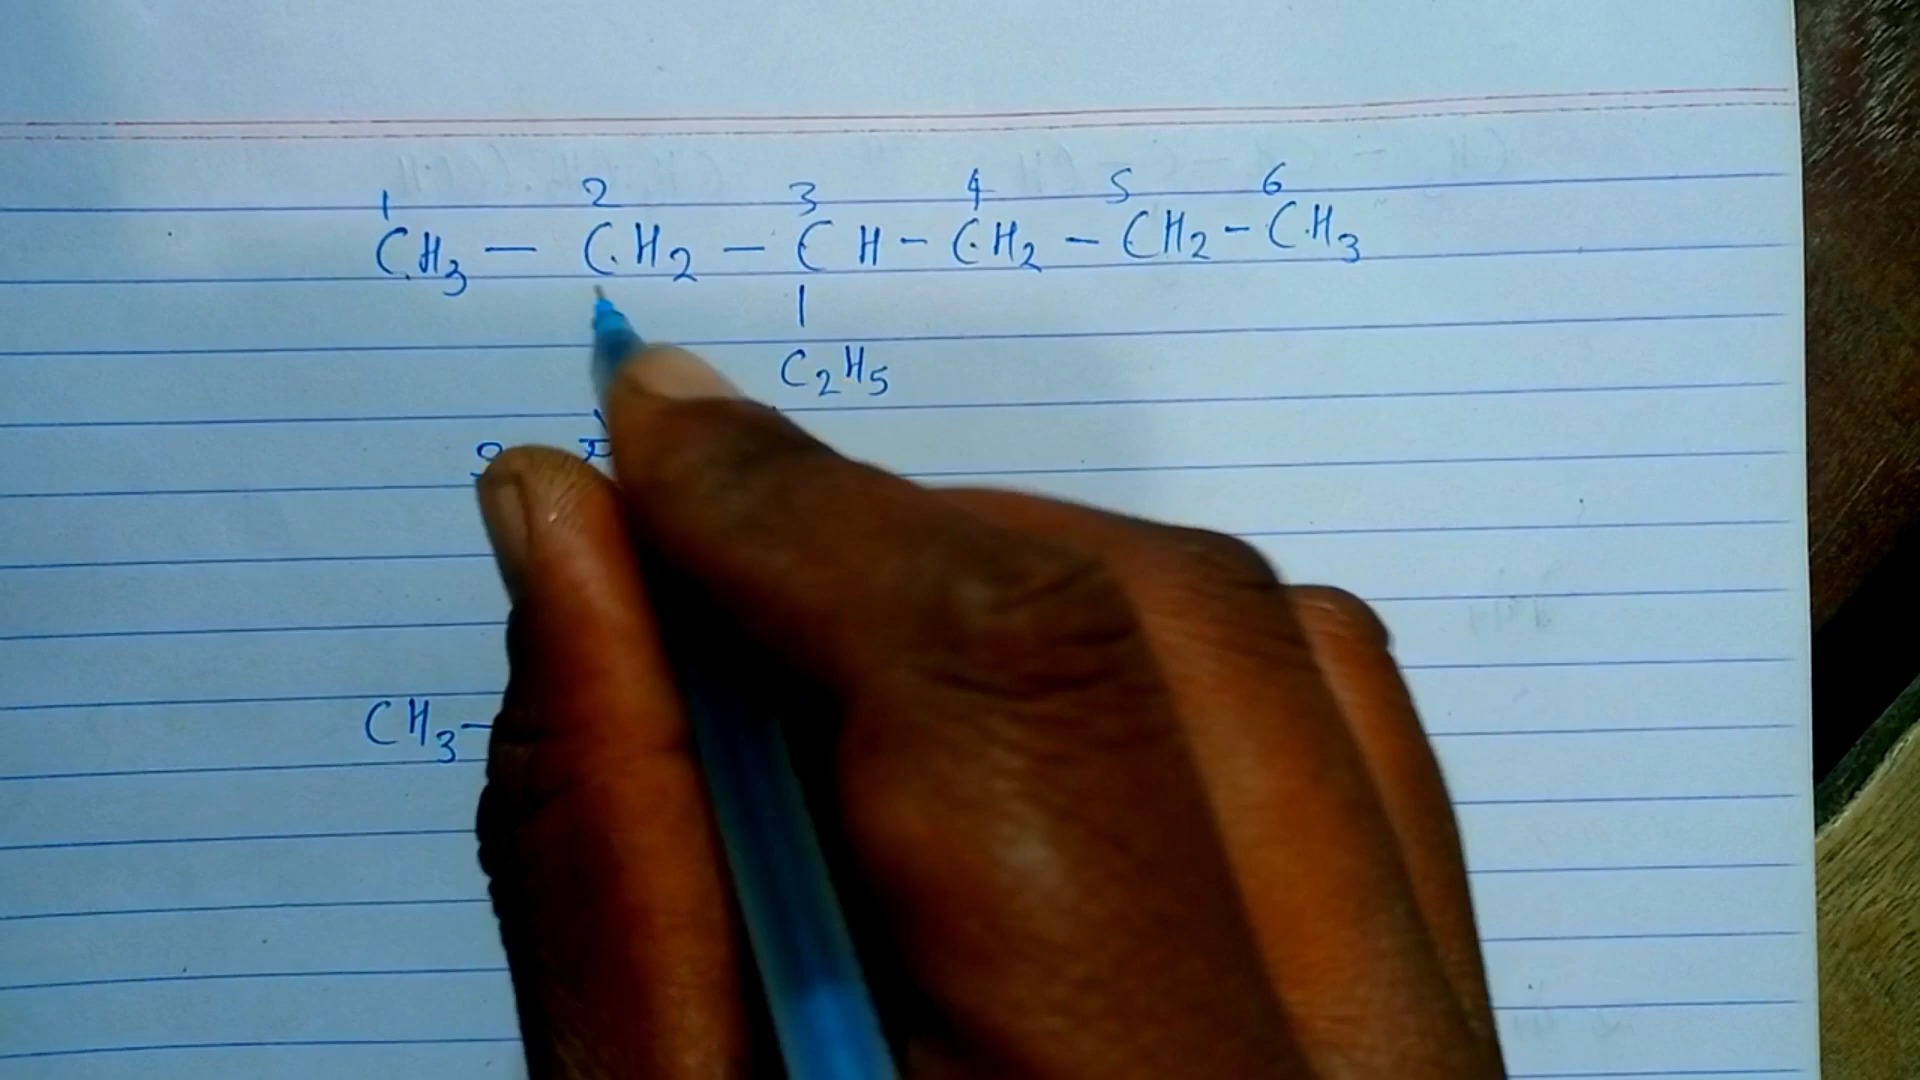 1 2 3 4 5 6
CH3 — CH2 — CH - CH2 - CH2 - CH3
|
C2H5
CH3-